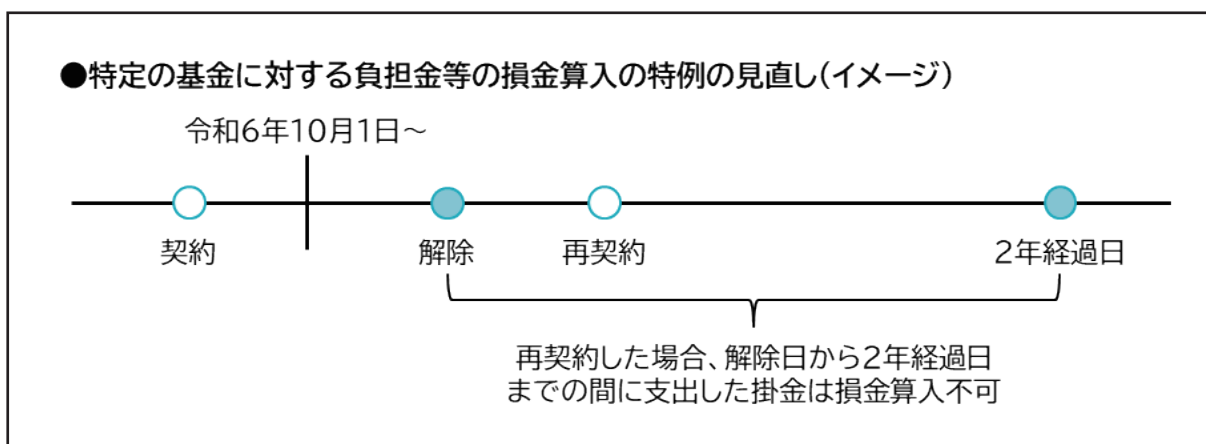 ●特定の基金に対する負担金等の損金算入の特例の見直し(イメージ)
令和6年10月1日～
契約
解除
再契約
2年経過日
再契約した場合、解除日から2年経過日
までの間に支出した掛金は損金算入不可